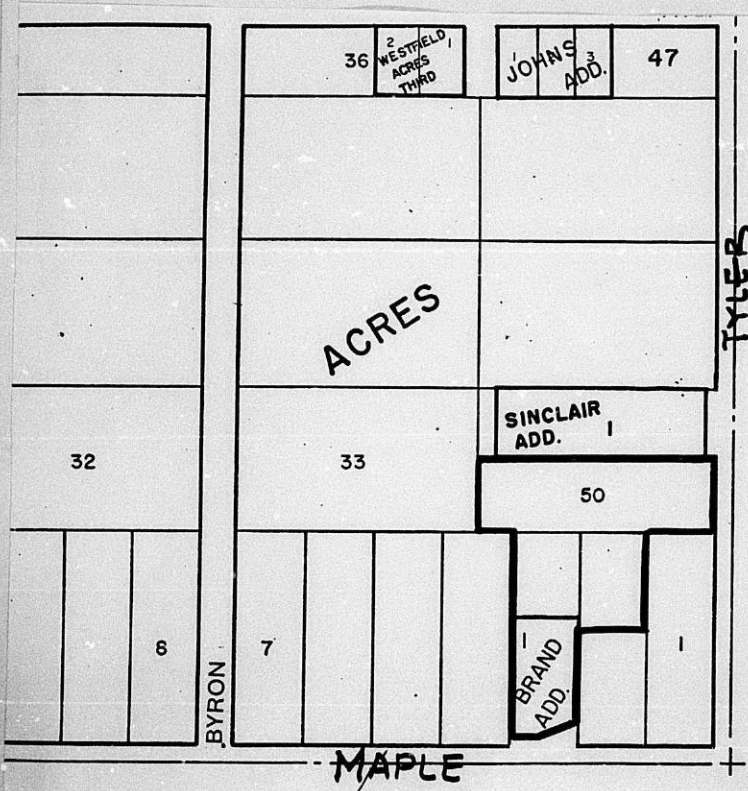 36
2 WESTFIELD 1
ACRES
THIRD
1 JOHNS 3
ADD.
47
TYLER
ACRES
SINCLAIR
ADD. 1
32
33
50
8
BYRON
7
1
BRAND
ADD.
1
MAPLE